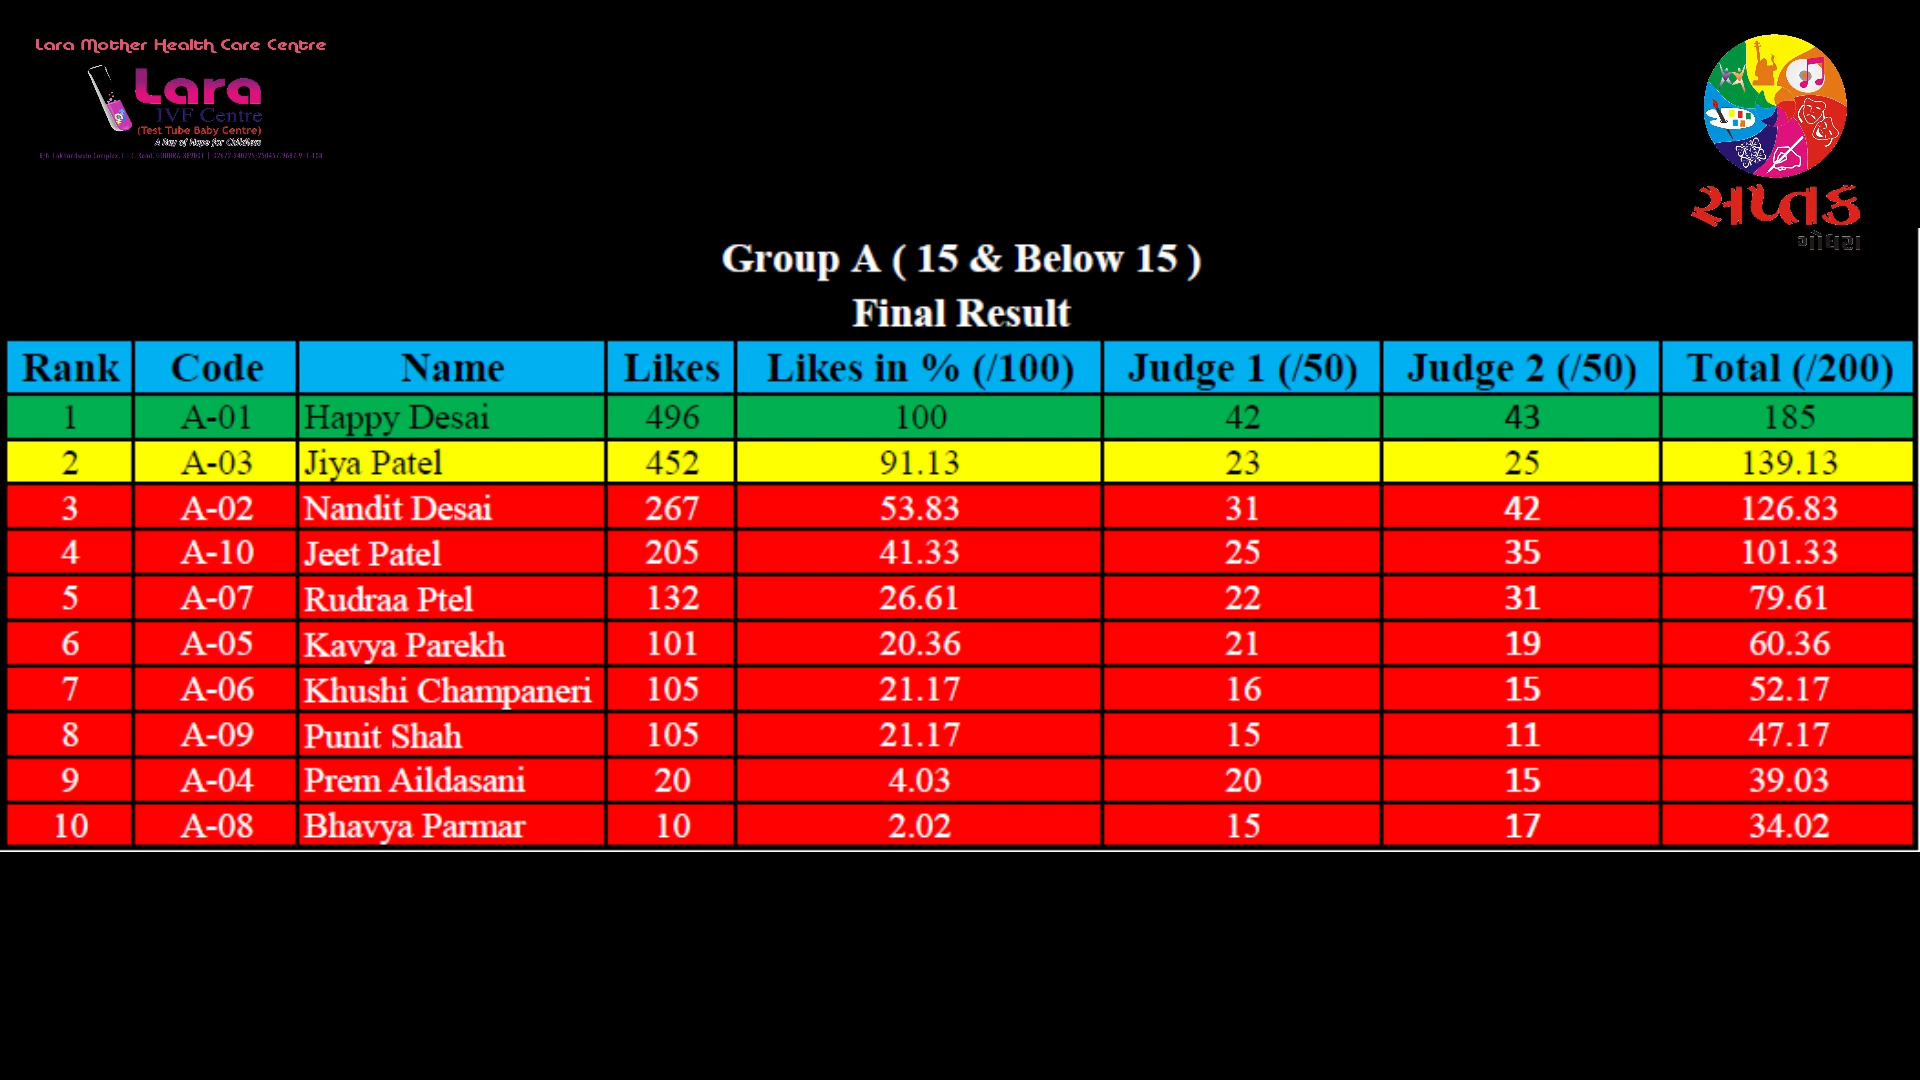 Lara Mother Health Care Centre
Lara
IVF Centre
(Test Tube Baby Centre)
A Ray of Hope for Childless
સપ્તક
ગોધરા
Group A ( 15 & Below 15 )
Final Result
Rank Code Name Likes Likes in % (/100) Judge 1 (/50) Judge 2 (/50) Total (/200)
1 A-01 Happy Desai 496 100 42 43 185
2 A-03 Jiya Patel 452 91.13 23 25 139.13
3 A-02 Nandit Desai 267 53.83 31 42 126.83
4 A-10 Jeet Patel 205 41.33 25 35 101.33
5 A-07 Rudraa Ptel 132 26.61 22 31 79.61
6 A-05 Kavya Parekh 101 20.36 21 19 60.36
7 A-06 Khushi Champaneri 105 21.17 16 15 52.17
8 A-09 Punit Shah 105 21.17 15 11 47.17
9 A-04 Prem Aildasani 20 4.03 20 15 39.03
10 A-08 Bhavya Parmar 10 2.02 15 17 34.02